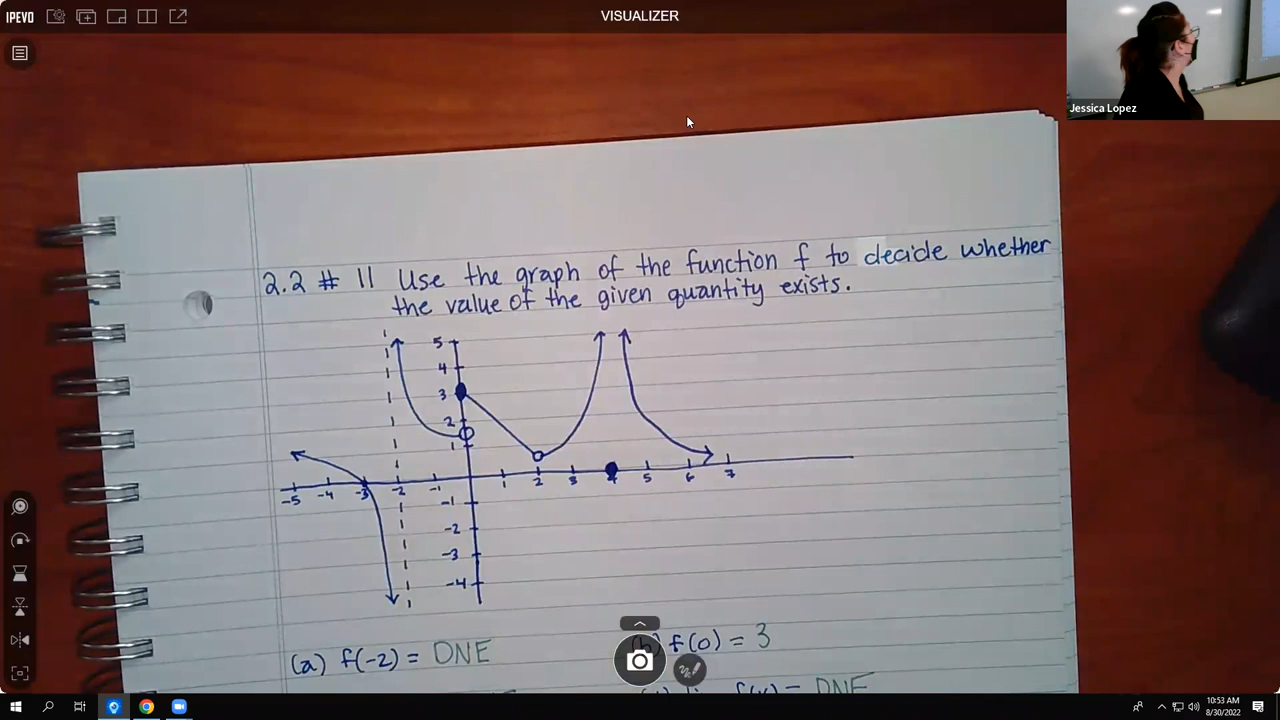 IPEVO
VISUALIZER
Jessica Lopez
2.2 # 11 Use the graph of the function f to decide whether
the value of the given quantity exists.
5
4
3
2
1
-5 -4 -3 -2 -1 1 2 3 4 5 6 7
-1
-2
-3
-4
(a) f(-2) = DNE
(b) f(0) = 3
DNE
10:53 AM
8/30/2022